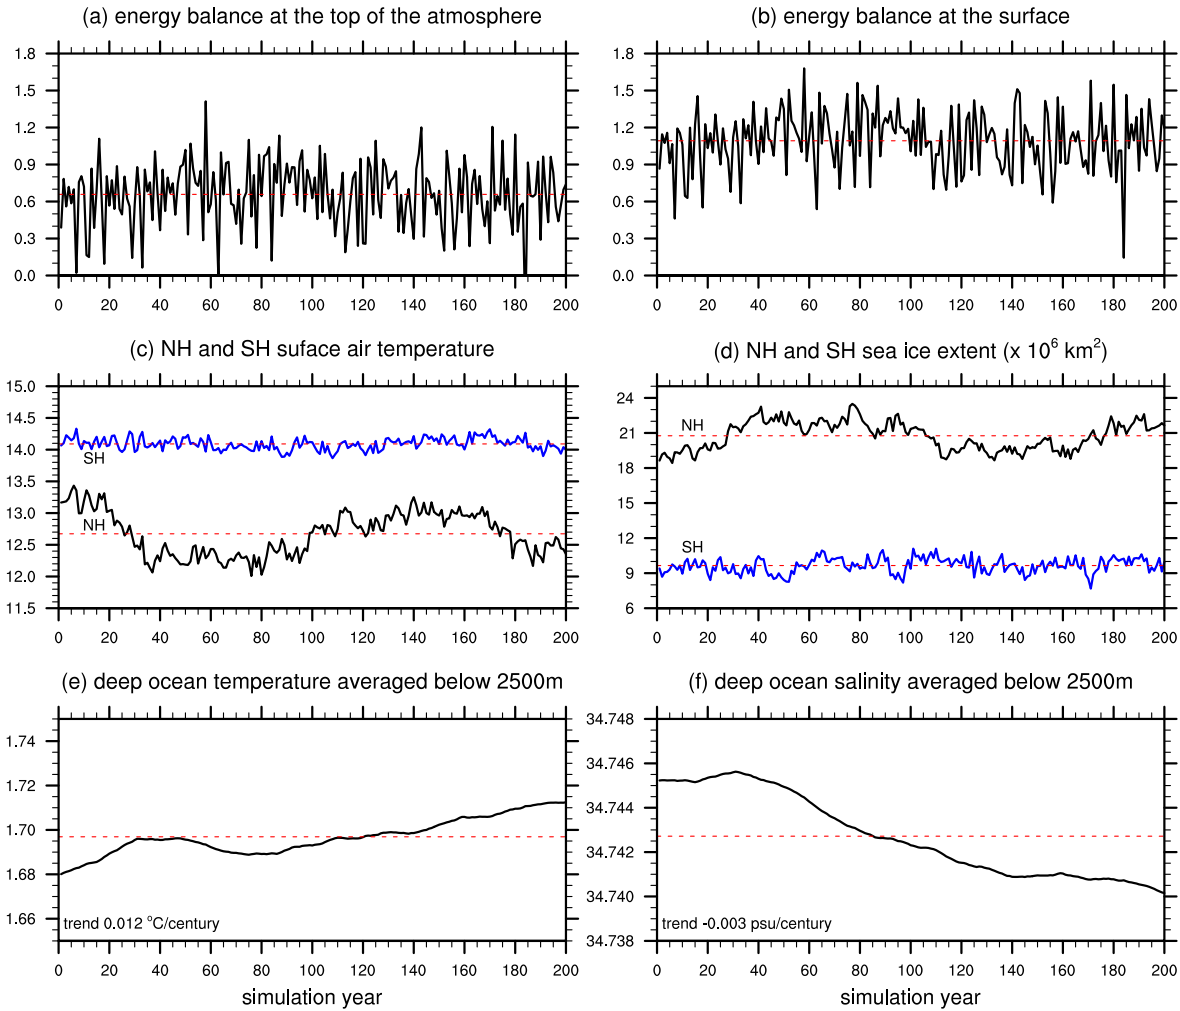 (a) energy balance at the top of the atmosphere
(b) energy balance at the surface
1.8
1.5
1.2
0.9
0.6
0.3
0.0
0 20 40 60 80 100 120 140 160 180 200
1.8
1.5
1.2
0.9
0.6
0.3
0.0
0 20 40 60 80 100 120 140 160 180 200
(c) NH and SH suface air temperature
(d) NH and SH sea ice extent (x 10⁶ km²)
15.0
14.5
14.0
13.5
13.0
12.5
12.0
11.5
SH
NH
0 20 40 60 80 100 120 140 160 180 200
24
21
18
15
12
9
6
NH
SH
0 20 40 60 80 100 120 140 160 180 200
(e) deep ocean temperature averaged below 2500m
(f) deep ocean salinity averaged below 2500m
1.74
1.72
1.70
1.68
1.66
trend 0.012 °C/century
0 20 40 60 80 100 120 140 160 180 200
simulation year
34.748
34.746
34.744
34.742
34.740
34.738
trend -0.003 psu/century
0 20 40 60 80 100 120 140 160 180 200
simulation year